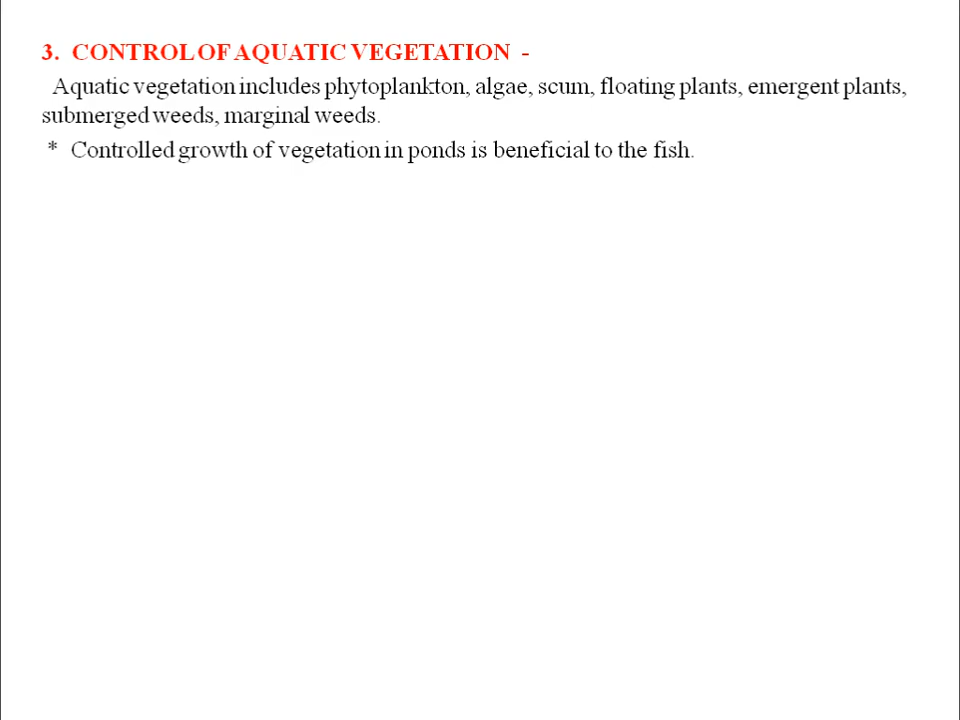 3. CONTROL OF AQUATIC VEGETATION -
Aquatic vegetation includes phytoplankton, algae, scum, floating plants, emergent plants,
submerged weeds, marginal weeds.
* Controlled growth of vegetation in ponds is beneficial to the fish.